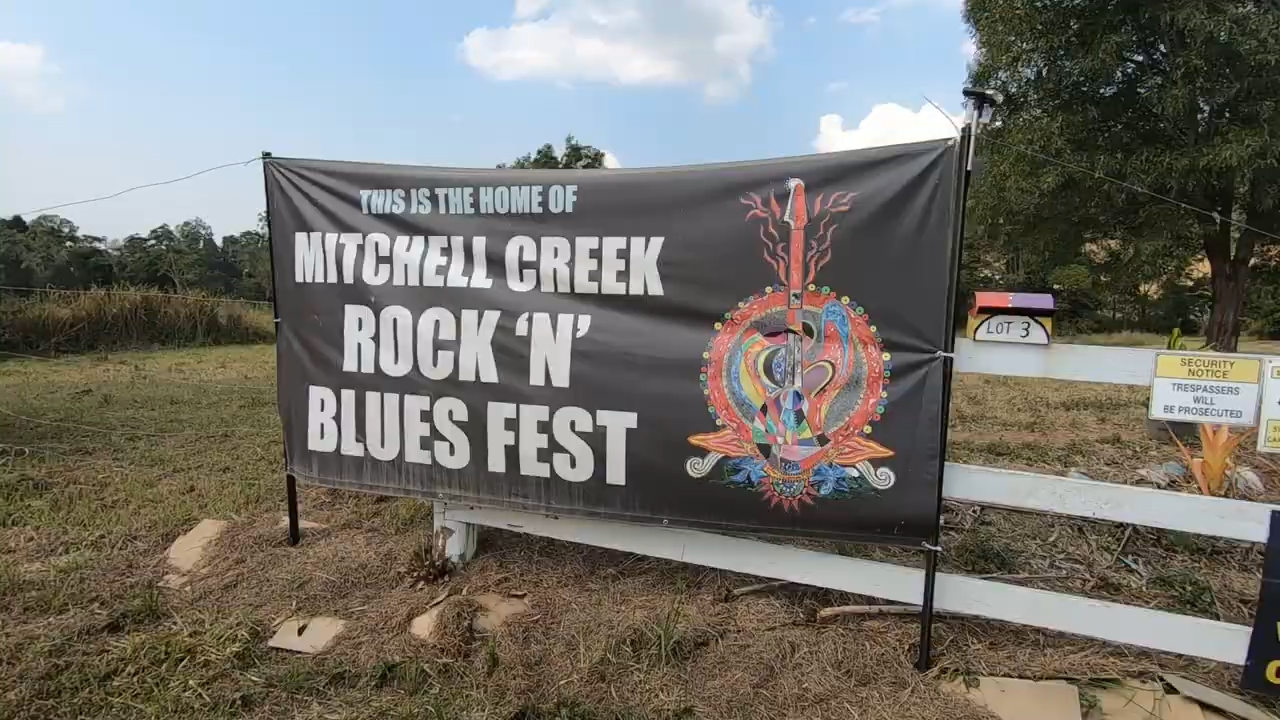 THIS IS THE HOME OF
MITCHELL CREEK
ROCK 'N'
BLUES FEST
LOT 3
SECURITY
NOTICE
TRESPASSERS
WILL
BE PROSECUTED